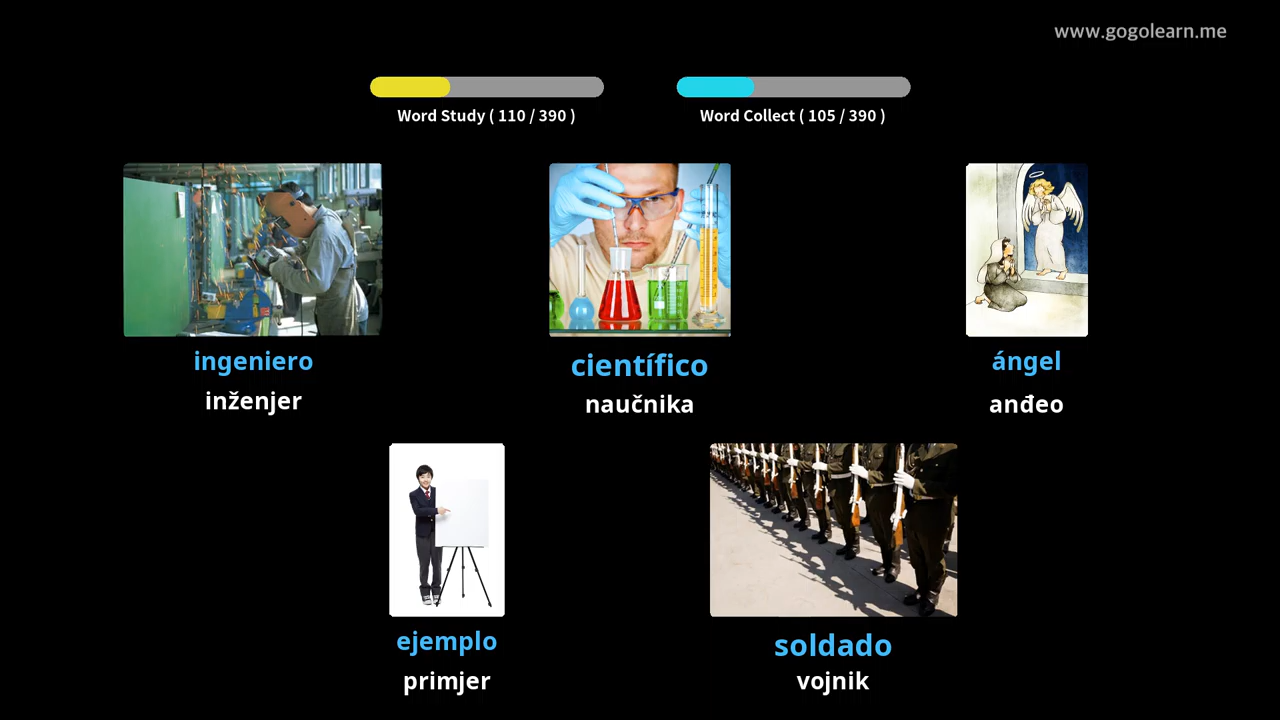 www.gogolearn.me
Word Study ( 110 / 390 )
Word Collect ( 105 / 390 )
ingeniero
inženjer
científico
naučnika
ángel
anđeo
ejemplo
primjer
soldado
vojnik